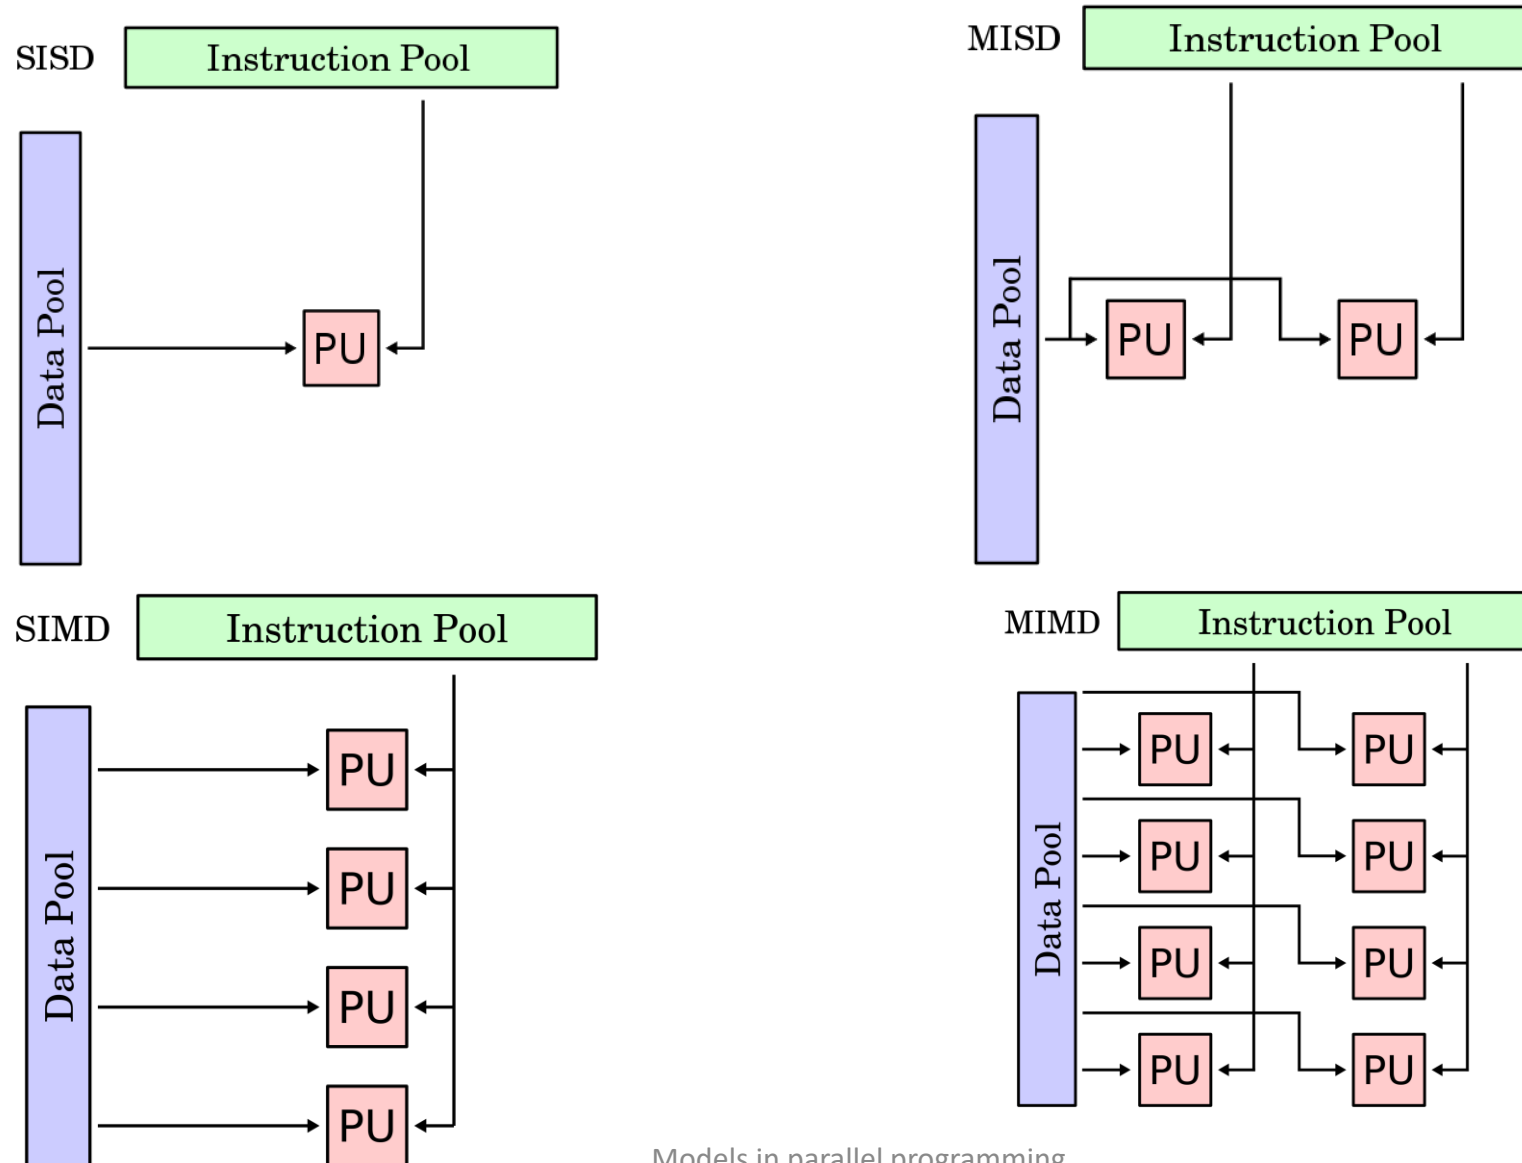 SISD
Instruction Pool
Data Pool
PU
MISD
Instruction Pool
Data Pool
PU PU
SIMD
Instruction Pool
Data Pool
PU
PU
PU
PU
MIMD
Instruction Pool
Data Pool
PU PU
PU PU
PU PU
PU PU
Models in parallel programming